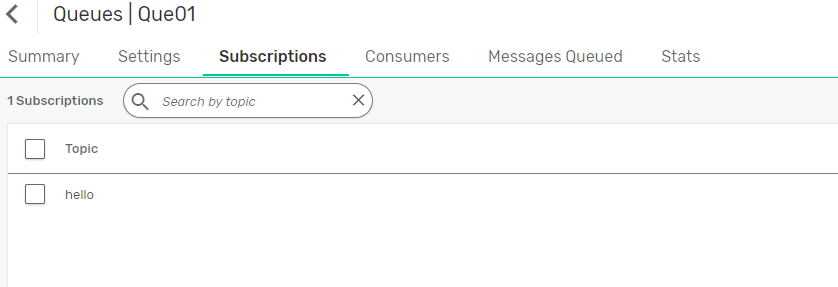 Queues | Que01
Summary Settings Subscriptions Consumers Messages Queued Stats
1 Subscriptions Search by topic
Topic
hello